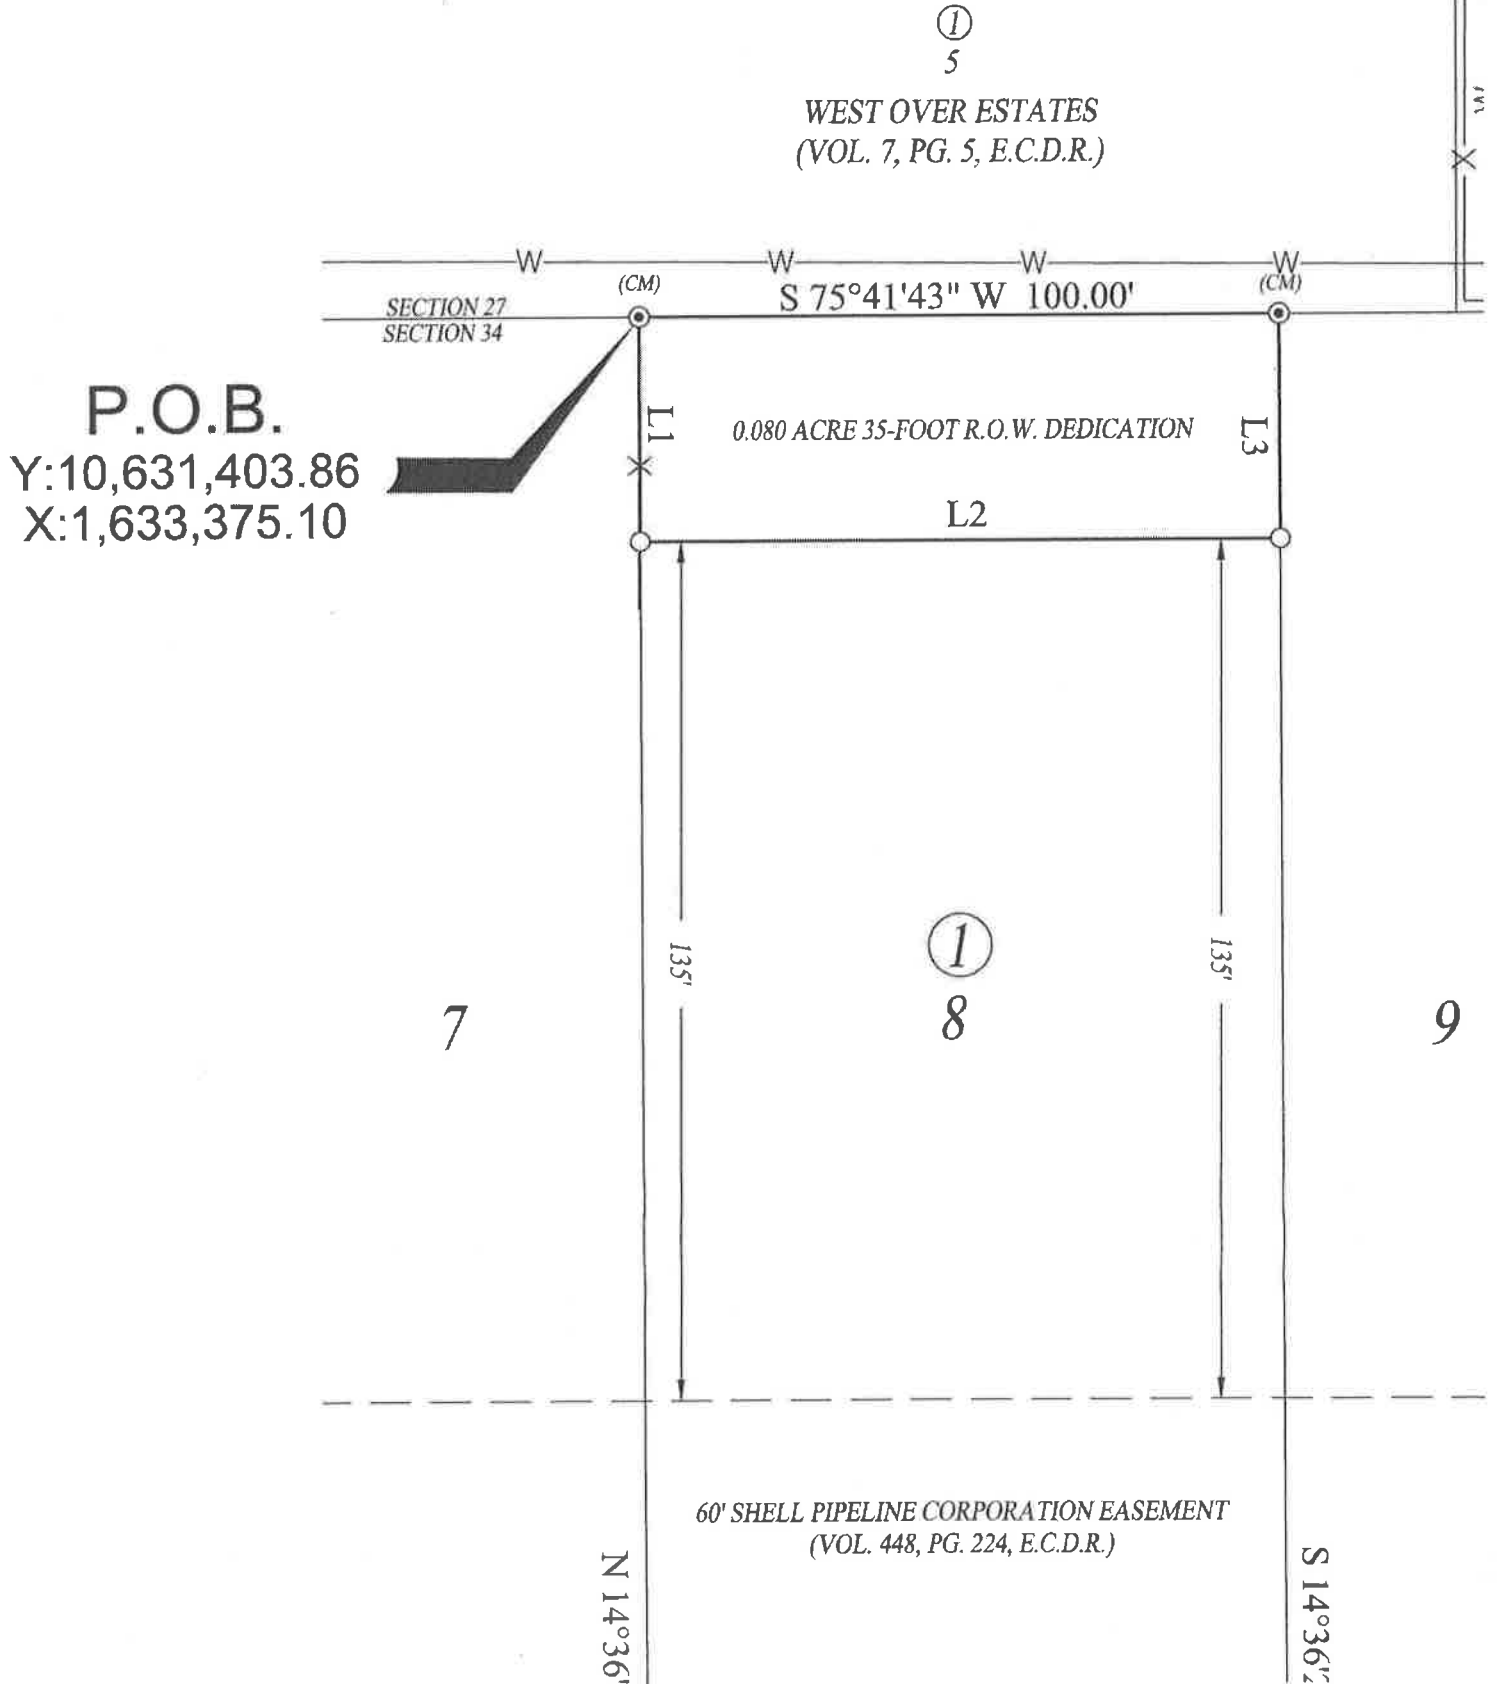 1
5
WEST OVER ESTATES
(VOL. 7, PG. 5, E.C.D.R.)
W W W W
(CM) (CM)
S 75°41'43" W 100.00'
SECTION 27
SECTION 34
P.O.B.
Y:10,631,403.86
X:1,633,375.10
L1
0.080 ACRE 35-FOOT R.O.W. DEDICATION
L3
L2
135'
1
8
135'
7
9
60' SHELL PIPELINE CORPORATION EASEMENT
(VOL. 448, PG. 224, E.C.D.R.)
N 14°36'
S 14°36'